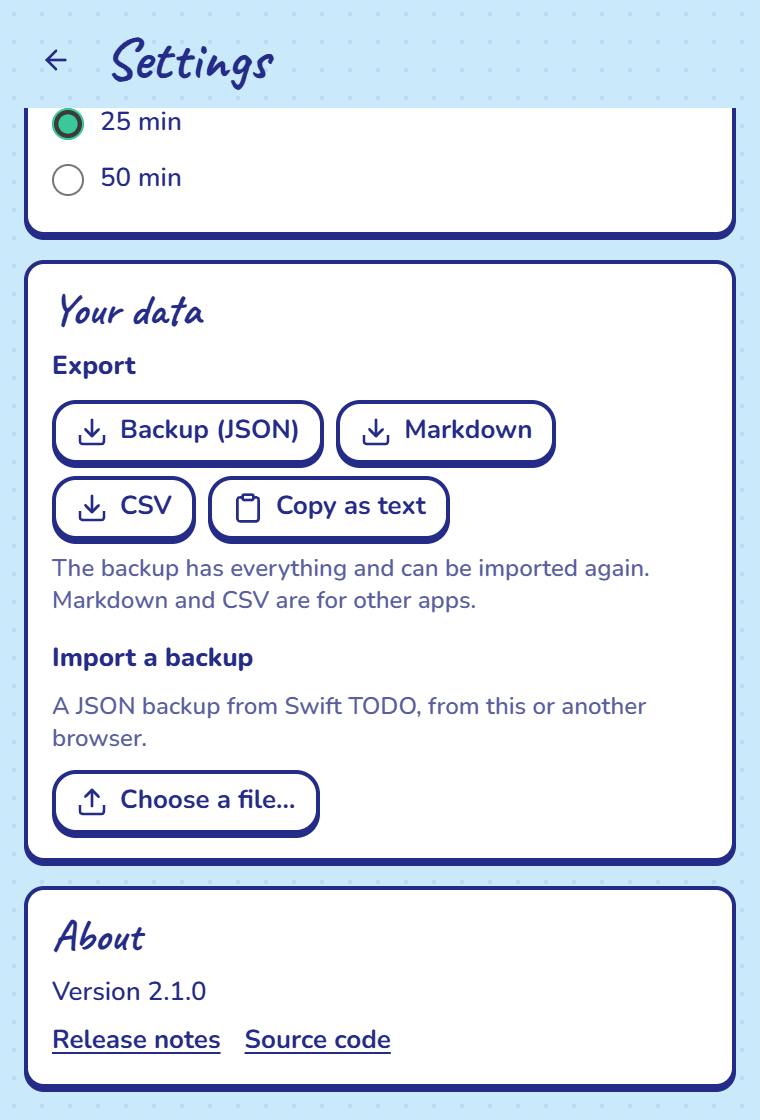 Settings
25 min
50 min
Your data
Export
Backup (JSON) Markdown
CSV Copy as text
The backup has everything and can be imported again.
Markdown and CSV are for other apps.
Import a backup
A JSON backup from Swift TODO, from this or another
browser.
Choose a file...
About
Version 2.1.0
Release notes Source code